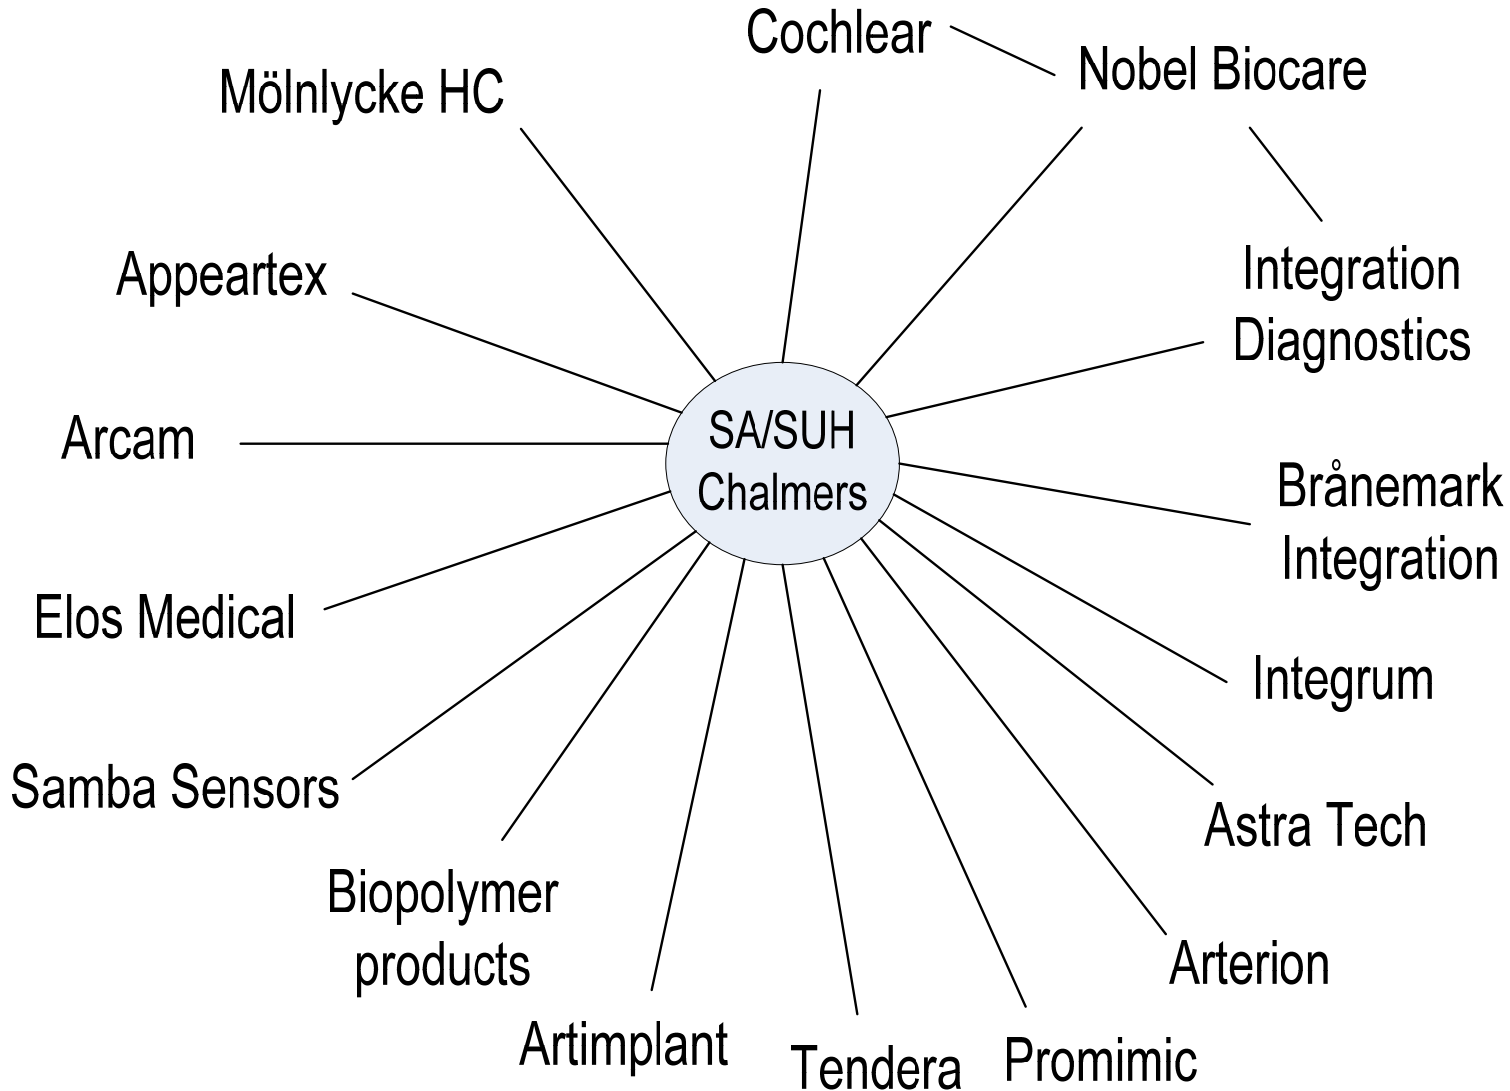 Cochlear
Nobel Biocare
Mölnlycke HC
Appeartex
Integration
Diagnostics
Arcam
SA/SUH
Chalmers
Brånemark
Integration
Elos Medical
Integrum
Samba Sensors
Astra Tech
Biopolymer
products
Arterion
Artimplant
Tendera
Promimic